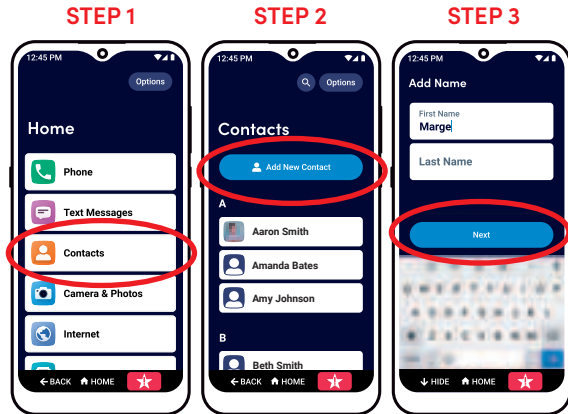 STEP 1
12:45 PM
Options
Home
Phone
Text Messages
Contacts
Camera & Photos
Internet
BACK
HOME
STEP 2
12:45 PM
Options
Contacts
Add New Contact
A
Aaron Smith
Amanda Bates
Amy Johnson
B
Beth Smith
BACK
HOME
STEP 3
12:45 PM
Add Name
First Name
Marge
Last Name
Next
HIDE
HOME